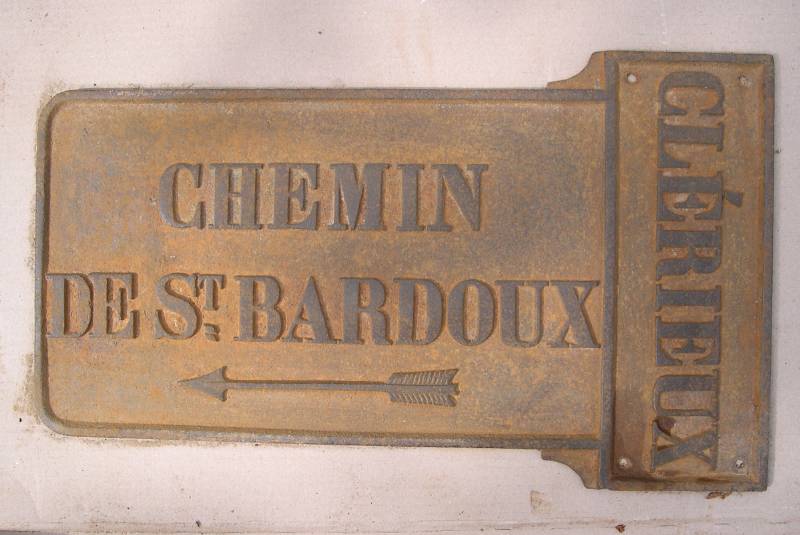 CHEMIN
DE ST. BARDOUX
CLÉRIEUX